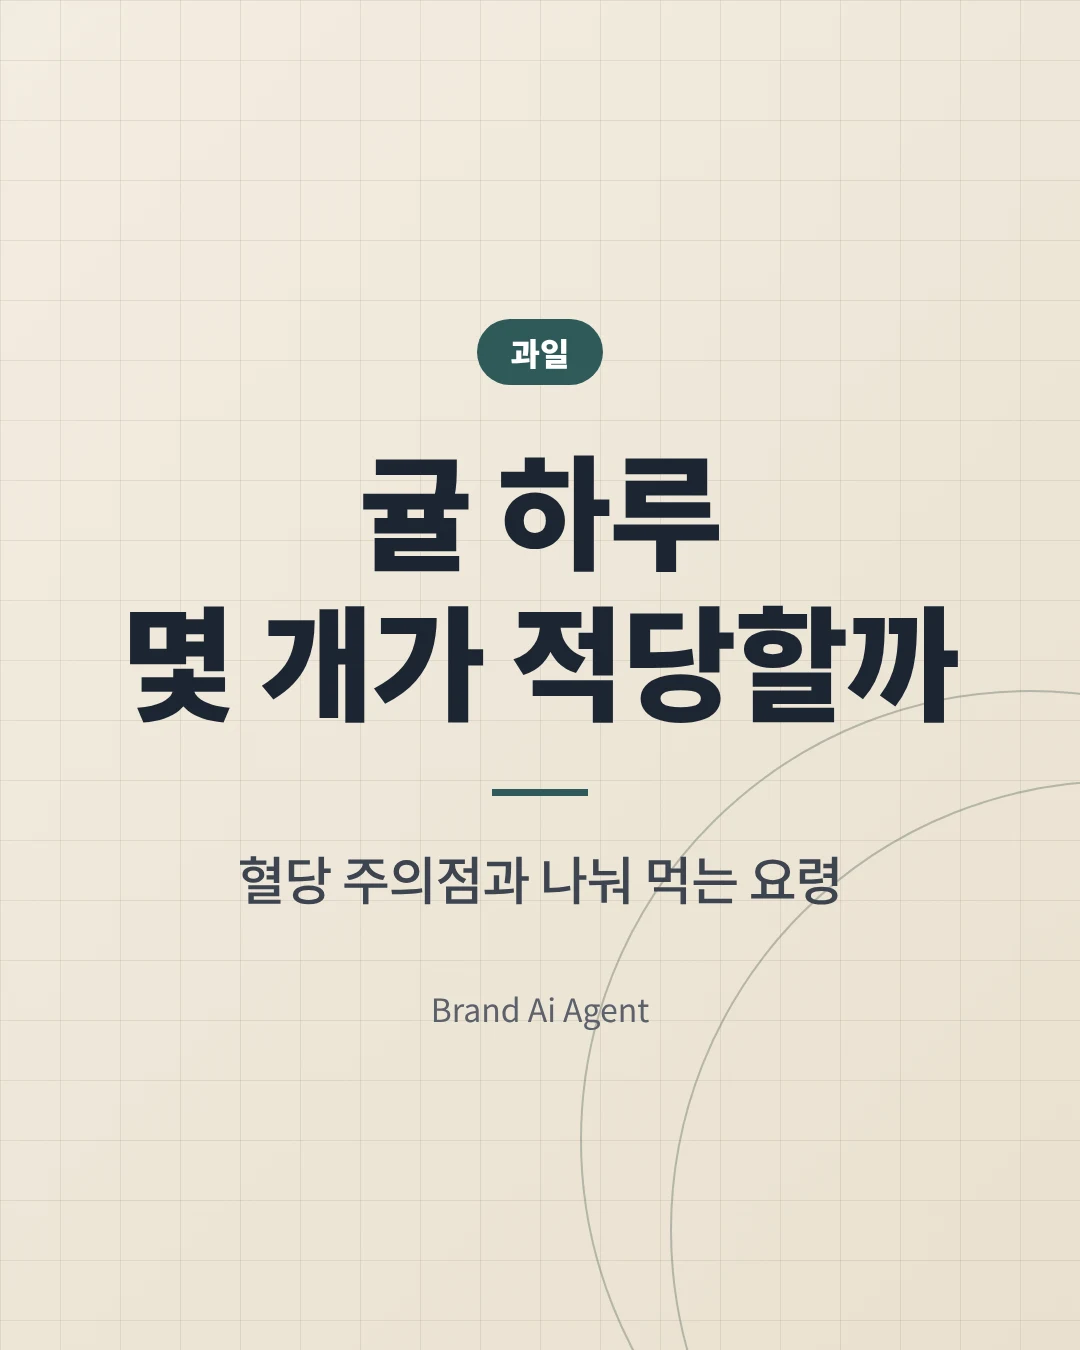 과일
귤 하루
몇 개가 적당할까
혈당 주의점과 나눠 먹는 요령
Brand Ai Agent